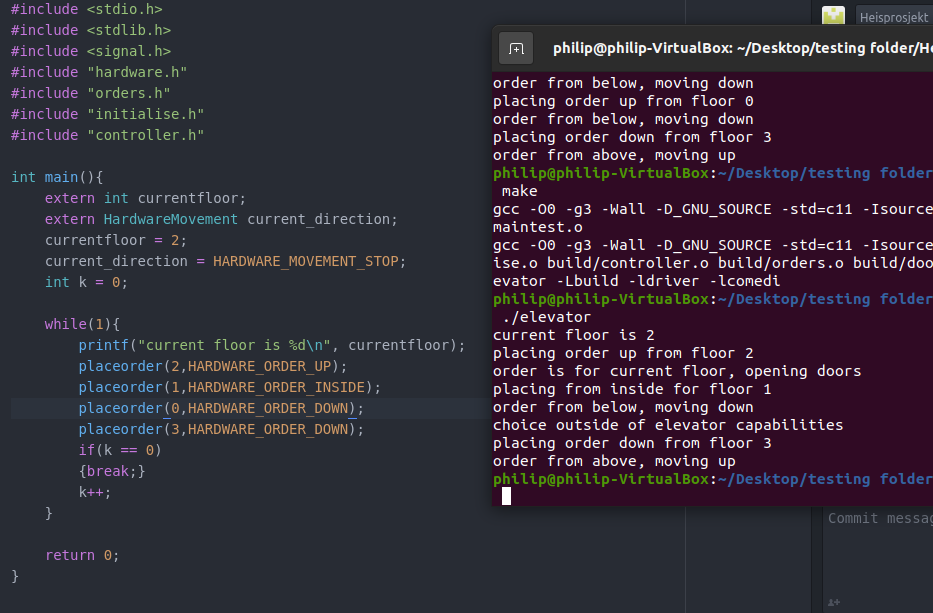 #include <stdio.h>
#include <stdlib.h>
#include <signal.h>
#include "hardware.h"
#include "orders.h"
#include "initialise.h"
#include "controller.h"
int main(){
extern int currentfloor;
extern HardwareMovement current_direction;
currentfloor = 2;
current_direction = HARDWARE_MOVEMENT_STOP;
int k = 0;
while(1){
printf("current floor is %d\n", currentfloor);
placeorder(2,HARDWARE_ORDER_UP);
placeorder(1,HARDWARE_ORDER_INSIDE);
placeorder(0,HARDWARE_ORDER_DOWN);
placeorder(3,HARDWARE_ORDER_DOWN);
if(k == 0)
{break;}
k++;
}
return 0;
}
Heisprosjekt
philip@philip-VirtualBox: ~/Desktop/testing folder/He
order from below, moving down
placing order up from floor 0
order from below, moving down
placing order down from floor 3
order from above, moving up
philip@philip-VirtualBox:~/Desktop/testing folder
make
gcc -O0 -g3 -Wall -D_GNU_SOURCE -std=c11 -Isource
maintest.o
gcc -O0 -g3 -Wall -D_GNU_SOURCE -std=c11 -Isource
ise.o build/controller.o build/orders.o build/doo
evator -Lbuild -ldriver -lcomedi
philip@philip-VirtualBox:~/Desktop/testing folder
./elevator
current floor is 2
placing order up from floor 2
order is for current floor, opening doors
placing from inside for floor 1
order from below, moving down
choice outside of elevator capabilities
placing order down from floor 3
order from above, moving up
philip@philip-VirtualBox:~/Desktop/testing folder
Commit messag